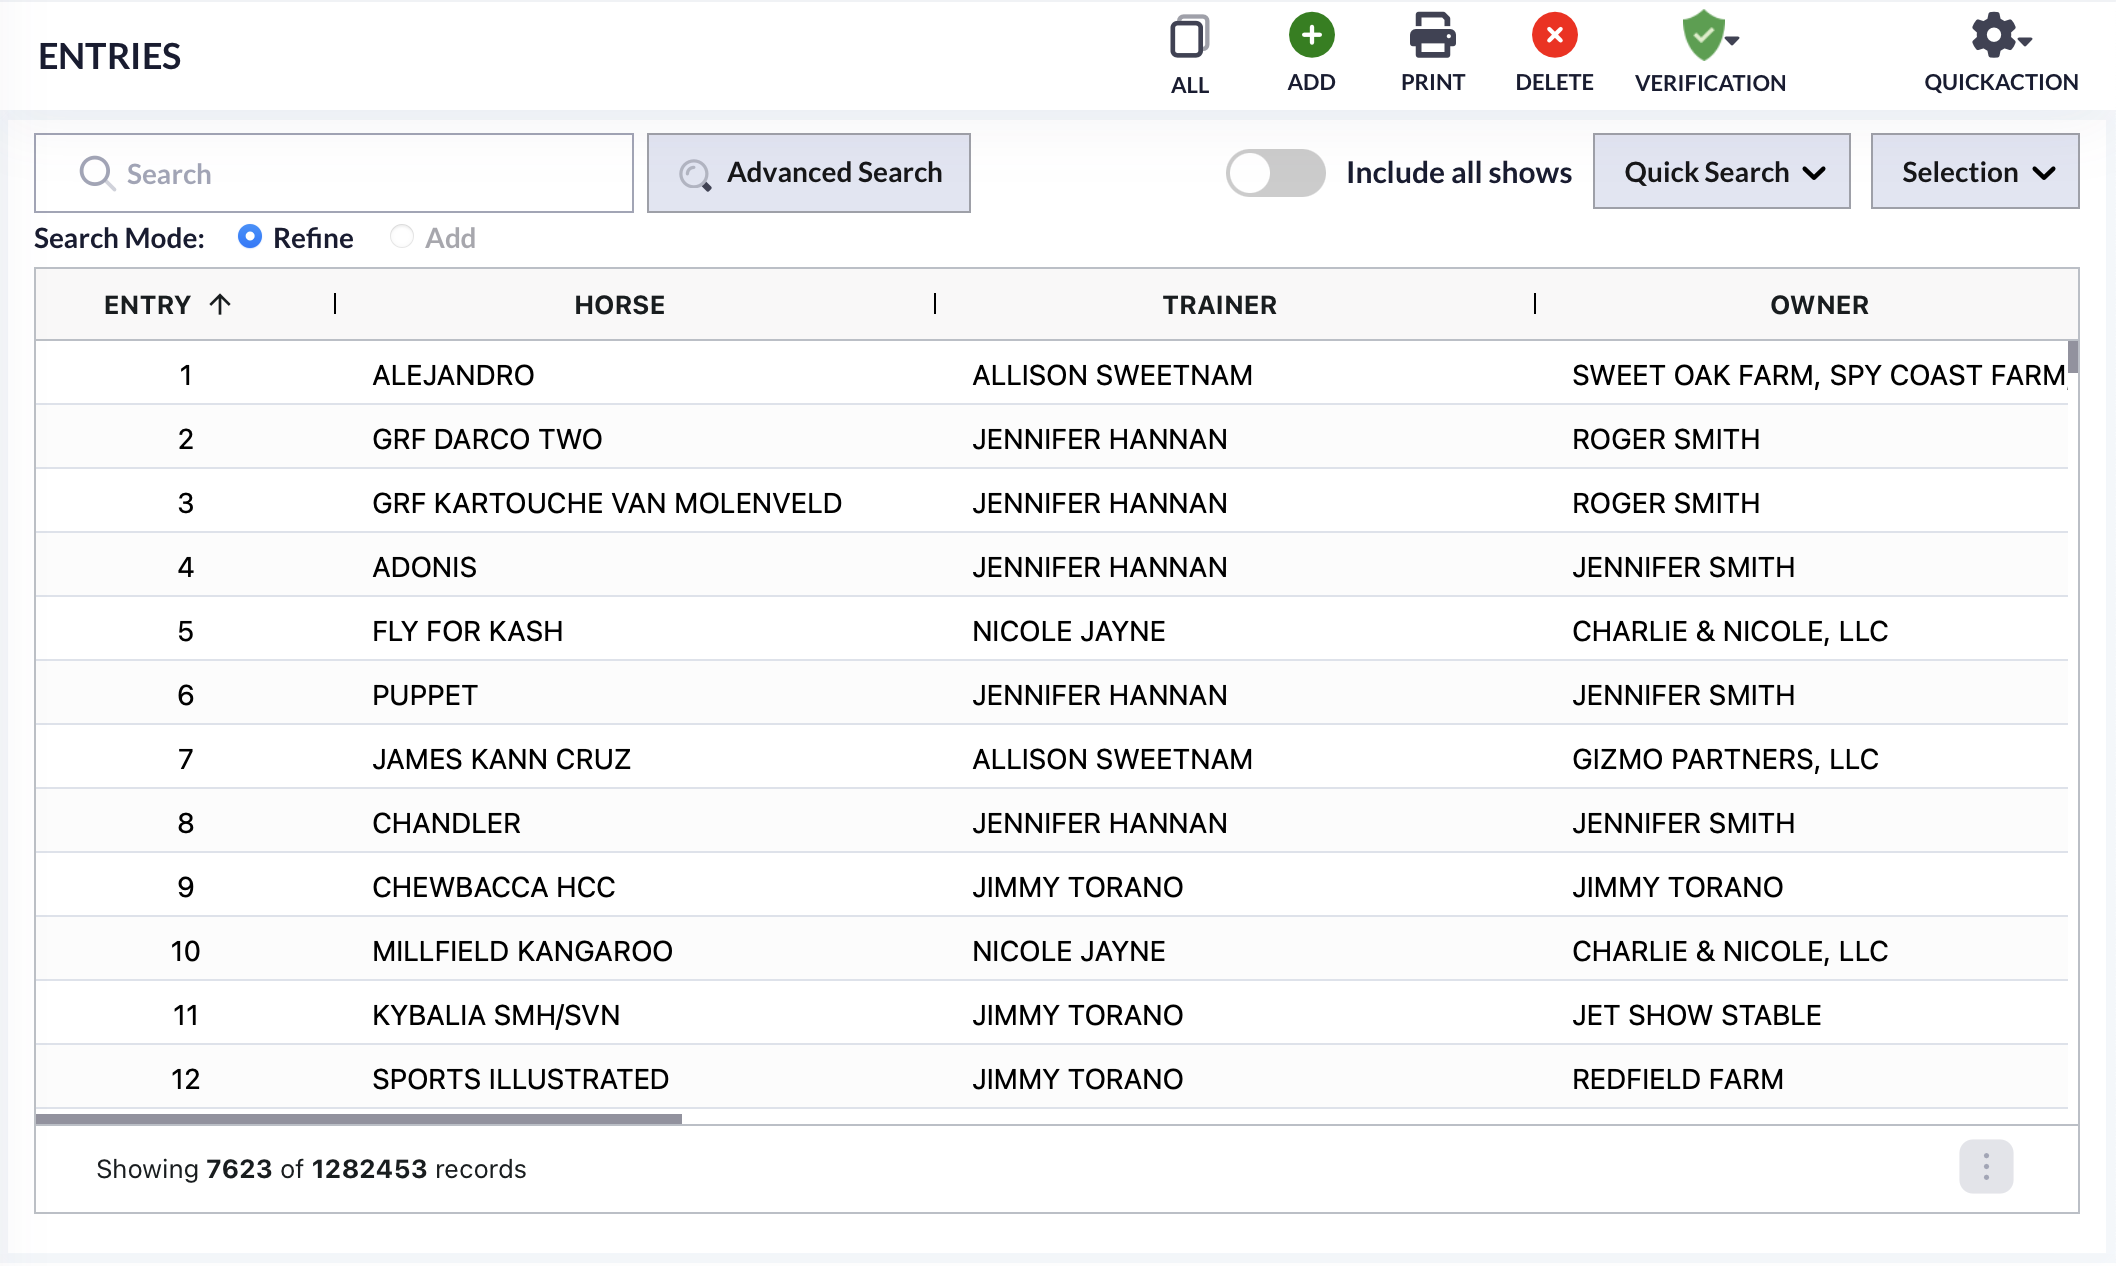 ENTRIES
ALL
ADD
PRINT
DELETE
VERIFICATION
QUICKACTION
Search
Advanced Search
Include all shows
Quick Search
Selection
Search Mode: Refine Add
ENTRY HORSE TRAINER OWNER
1 ALEJANDRO ALLISON SWEETNAM SWEET OAK FARM, SPY COAST FARM,
2 GRF DARCO TWO JENNIFER HANNAN ROGER SMITH
3 GRF KARTOUCHE VAN MOLENVELD JENNIFER HANNAN ROGER SMITH
4 ADONIS JENNIFER HANNAN JENNIFER SMITH
5 FLY FOR KASH NICOLE JAYNE CHARLIE & NICOLE, LLC
6 PUPPET JENNIFER HANNAN JENNIFER SMITH
7 JAMES KANN CRUZ ALLISON SWEETNAM GIZMO PARTNERS, LLC
8 CHANDLER JENNIFER HANNAN JENNIFER SMITH
9 CHEWBACCA HCC JIMMY TORANO JIMMY TORANO
10 MILLFIELD KANGAROO NICOLE JAYNE CHARLIE & NICOLE, LLC
11 KYBALIA SMH/SVN JIMMY TORANO JET SHOW STABLE
12 SPORTS ILLUSTRATED JIMMY TORANO REDFIELD FARM
Showing 7623 of 1282453 records